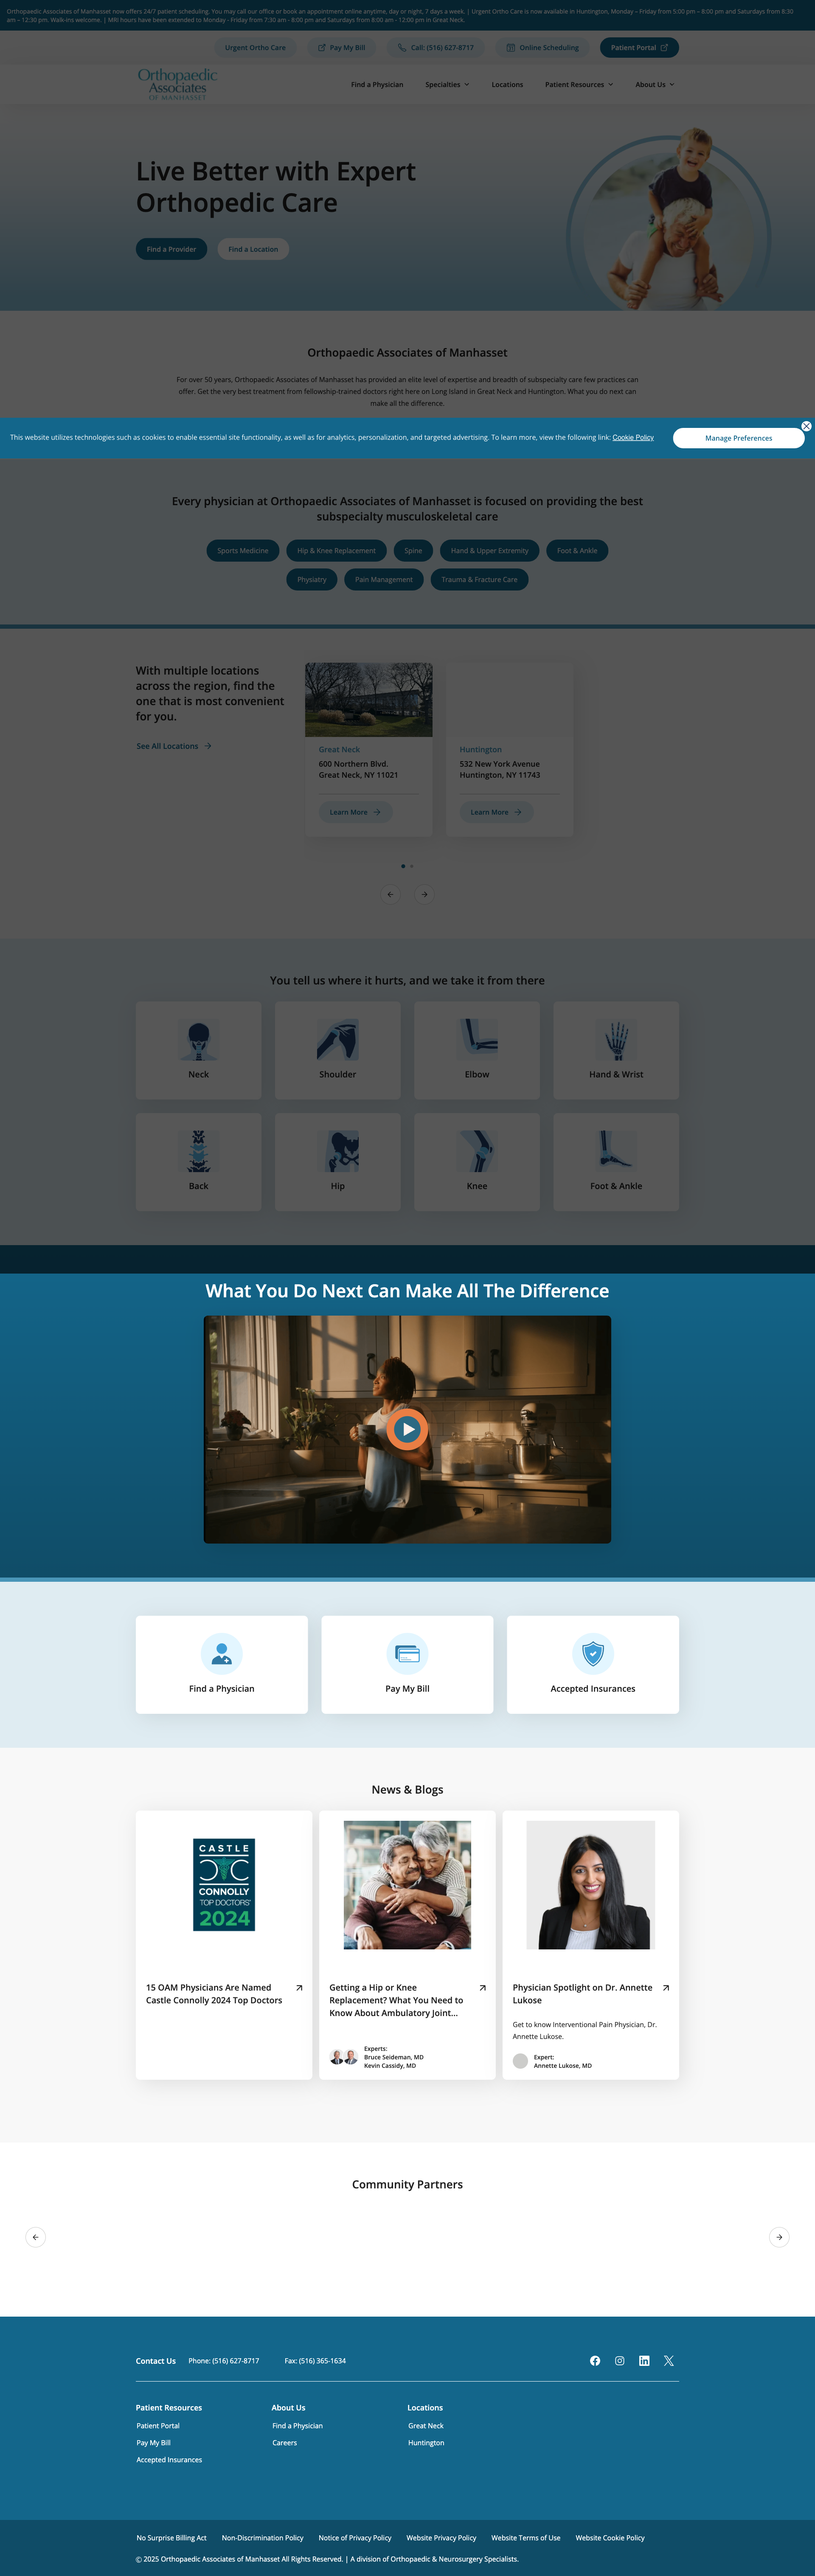 Orthopaedic Associates of Manhasset now offers 24/7 patient scheduling. You may call our office or book an appointment online anytime, day or night, 7 days a week. | Urgent Ortho Care is now available in Huntington, Monday – Friday from 5:00 pm – 8:00 pm and Saturdays from 8:30
am – 12:30 pm. Walk-ins welcome. | MRI hours have been extended to Monday - Friday from 7:30 am - 8:00 pm and Saturdays from 8:00 am - 12:00 pm in Great Neck.
Urgent Ortho Care
Pay My Bill
Call: (516) 627-8717
Online Scheduling
Patient Portal
Orthopaedic
Associates
OF MANHASSET
Find a Physician
Specialties
Locations
Patient Resources
About Us
Live Better with Expert
Orthopedic Care
Find a Provider
Find a Location
Orthopaedic Associates of Manhasset
For over 50 years, Orthopaedic Associates of Manhasset has provided an elite level of expertise and breadth of subspecialty care few practices can
offer. Get the very best treatment from fellowship-trained doctors right here on Long Island in Great Neck and Huntington. What you do next can
make all the difference.
This website utilizes technologies such as cookies to enable essential site functionality, as well as for analytics, personalization, and targeted advertising. To learn more, view the following link: Cookie Policy
Manage Preferences
Every physician at Orthopaedic Associates of Manhasset is focused on providing the best
subspecialty musculoskeletal care
Sports Medicine
Hip & Knee Replacement
Spine
Hand & Upper Extremity
Foot & Ankle
Physiatry
Pain Management
Trauma & Fracture Care
With multiple locations
across the region, find the
one that is most convenient
for you.
See All Locations
Great Neck
600 Northern Blvd.
Great Neck, NY 11021
Learn More
Huntington
532 New York Avenue
Huntington, NY 11743
Learn More
You tell us where it hurts, and we take it from there
Neck
Shoulder
Elbow
Hand & Wrist
Back
Hip
Knee
Foot & Ankle
What You Do Next Can Make All The Difference
Find a Physician
Pay My Bill
Accepted Insurances
News & Blogs
CASTLE
CONNOLLY
TOP DOCTORS
2024
15 OAM Physicians Are Named
Castle Connolly 2024 Top Doctors
Getting a Hip or Knee
Replacement? What You Need to
Know About Ambulatory Joint...
Experts:
Bruce Seideman, MD
Kevin Cassidy, MD
Physician Spotlight on Dr. Annette
Lukose
Get to know Interventional Pain Physician, Dr.
Annette Lukose.
Expert:
Annette Lukose, MD
Community Partners
Contact Us
Phone: (516) 627-8717
Fax: (516) 365-1634
Patient Resources
Patient Portal
Pay My Bill
Accepted Insurances
About Us
Find a Physician
Careers
Locations
Great Neck
Huntington
No Surprise Billing Act
Non-Discrimination Policy
Notice of Privacy Policy
Website Privacy Policy
Website Terms of Use
Website Cookie Policy
© 2025 Orthopaedic Associates of Manhasset All Rights Reserved. | A division of Orthopaedic & Neurosurgery Specialists.